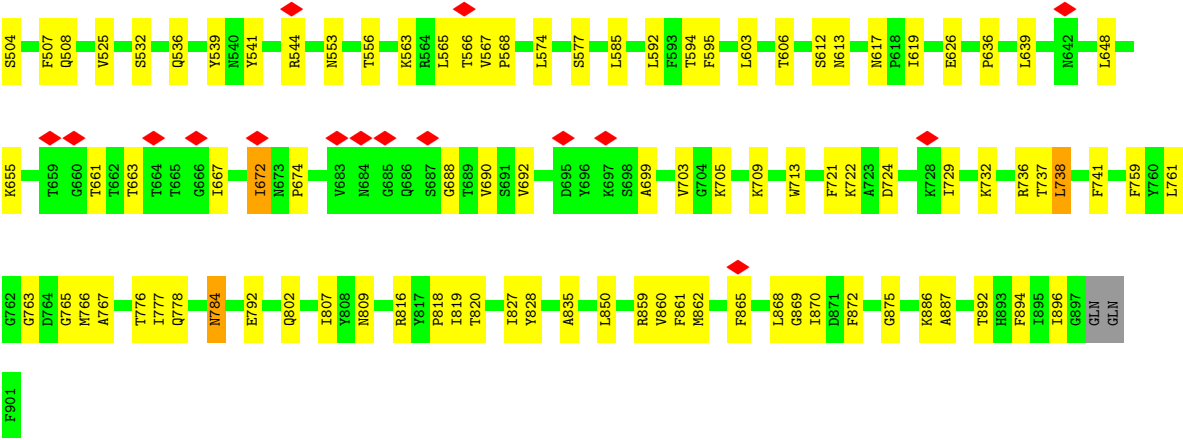 S504 F507 Q508 V525 S532 Q536 Y539 N540 Y541 R544 N553 T556 K563 R564 L565 T566 V567 P568 L574 S577 L585 L592 F593 T594 F595 L603 T606 S612 N613 N617 P618 I619 E626 P636 L639 N642 L648
K655 T659 G660 T661 T662 T663 T664 T665 G666 I667 I672 N673 P674 V683 N684 G685 Q686 S687 G688 T689 V690 S691 V692 D695 Y696 K697 S698 A699 V703 G704 K705 K709 W713 F721 K722 A723 D724 K728 I729 K732 R736 T737 L738 F741 F759 Y760 L761
G762 G763 D764 G765 M766 A767 T776 I777 Q778 N784 E792 Q802 I807 Y808 N809 R816 Y817 P818 I819 T820 I827 Y828 A835 L850 R859 V860 F861 M862 F865 L868 G869 I870 D871 F872 G875 K886 A887 T892 H893 F894 I895 I896 G897 GLN GLN
F901